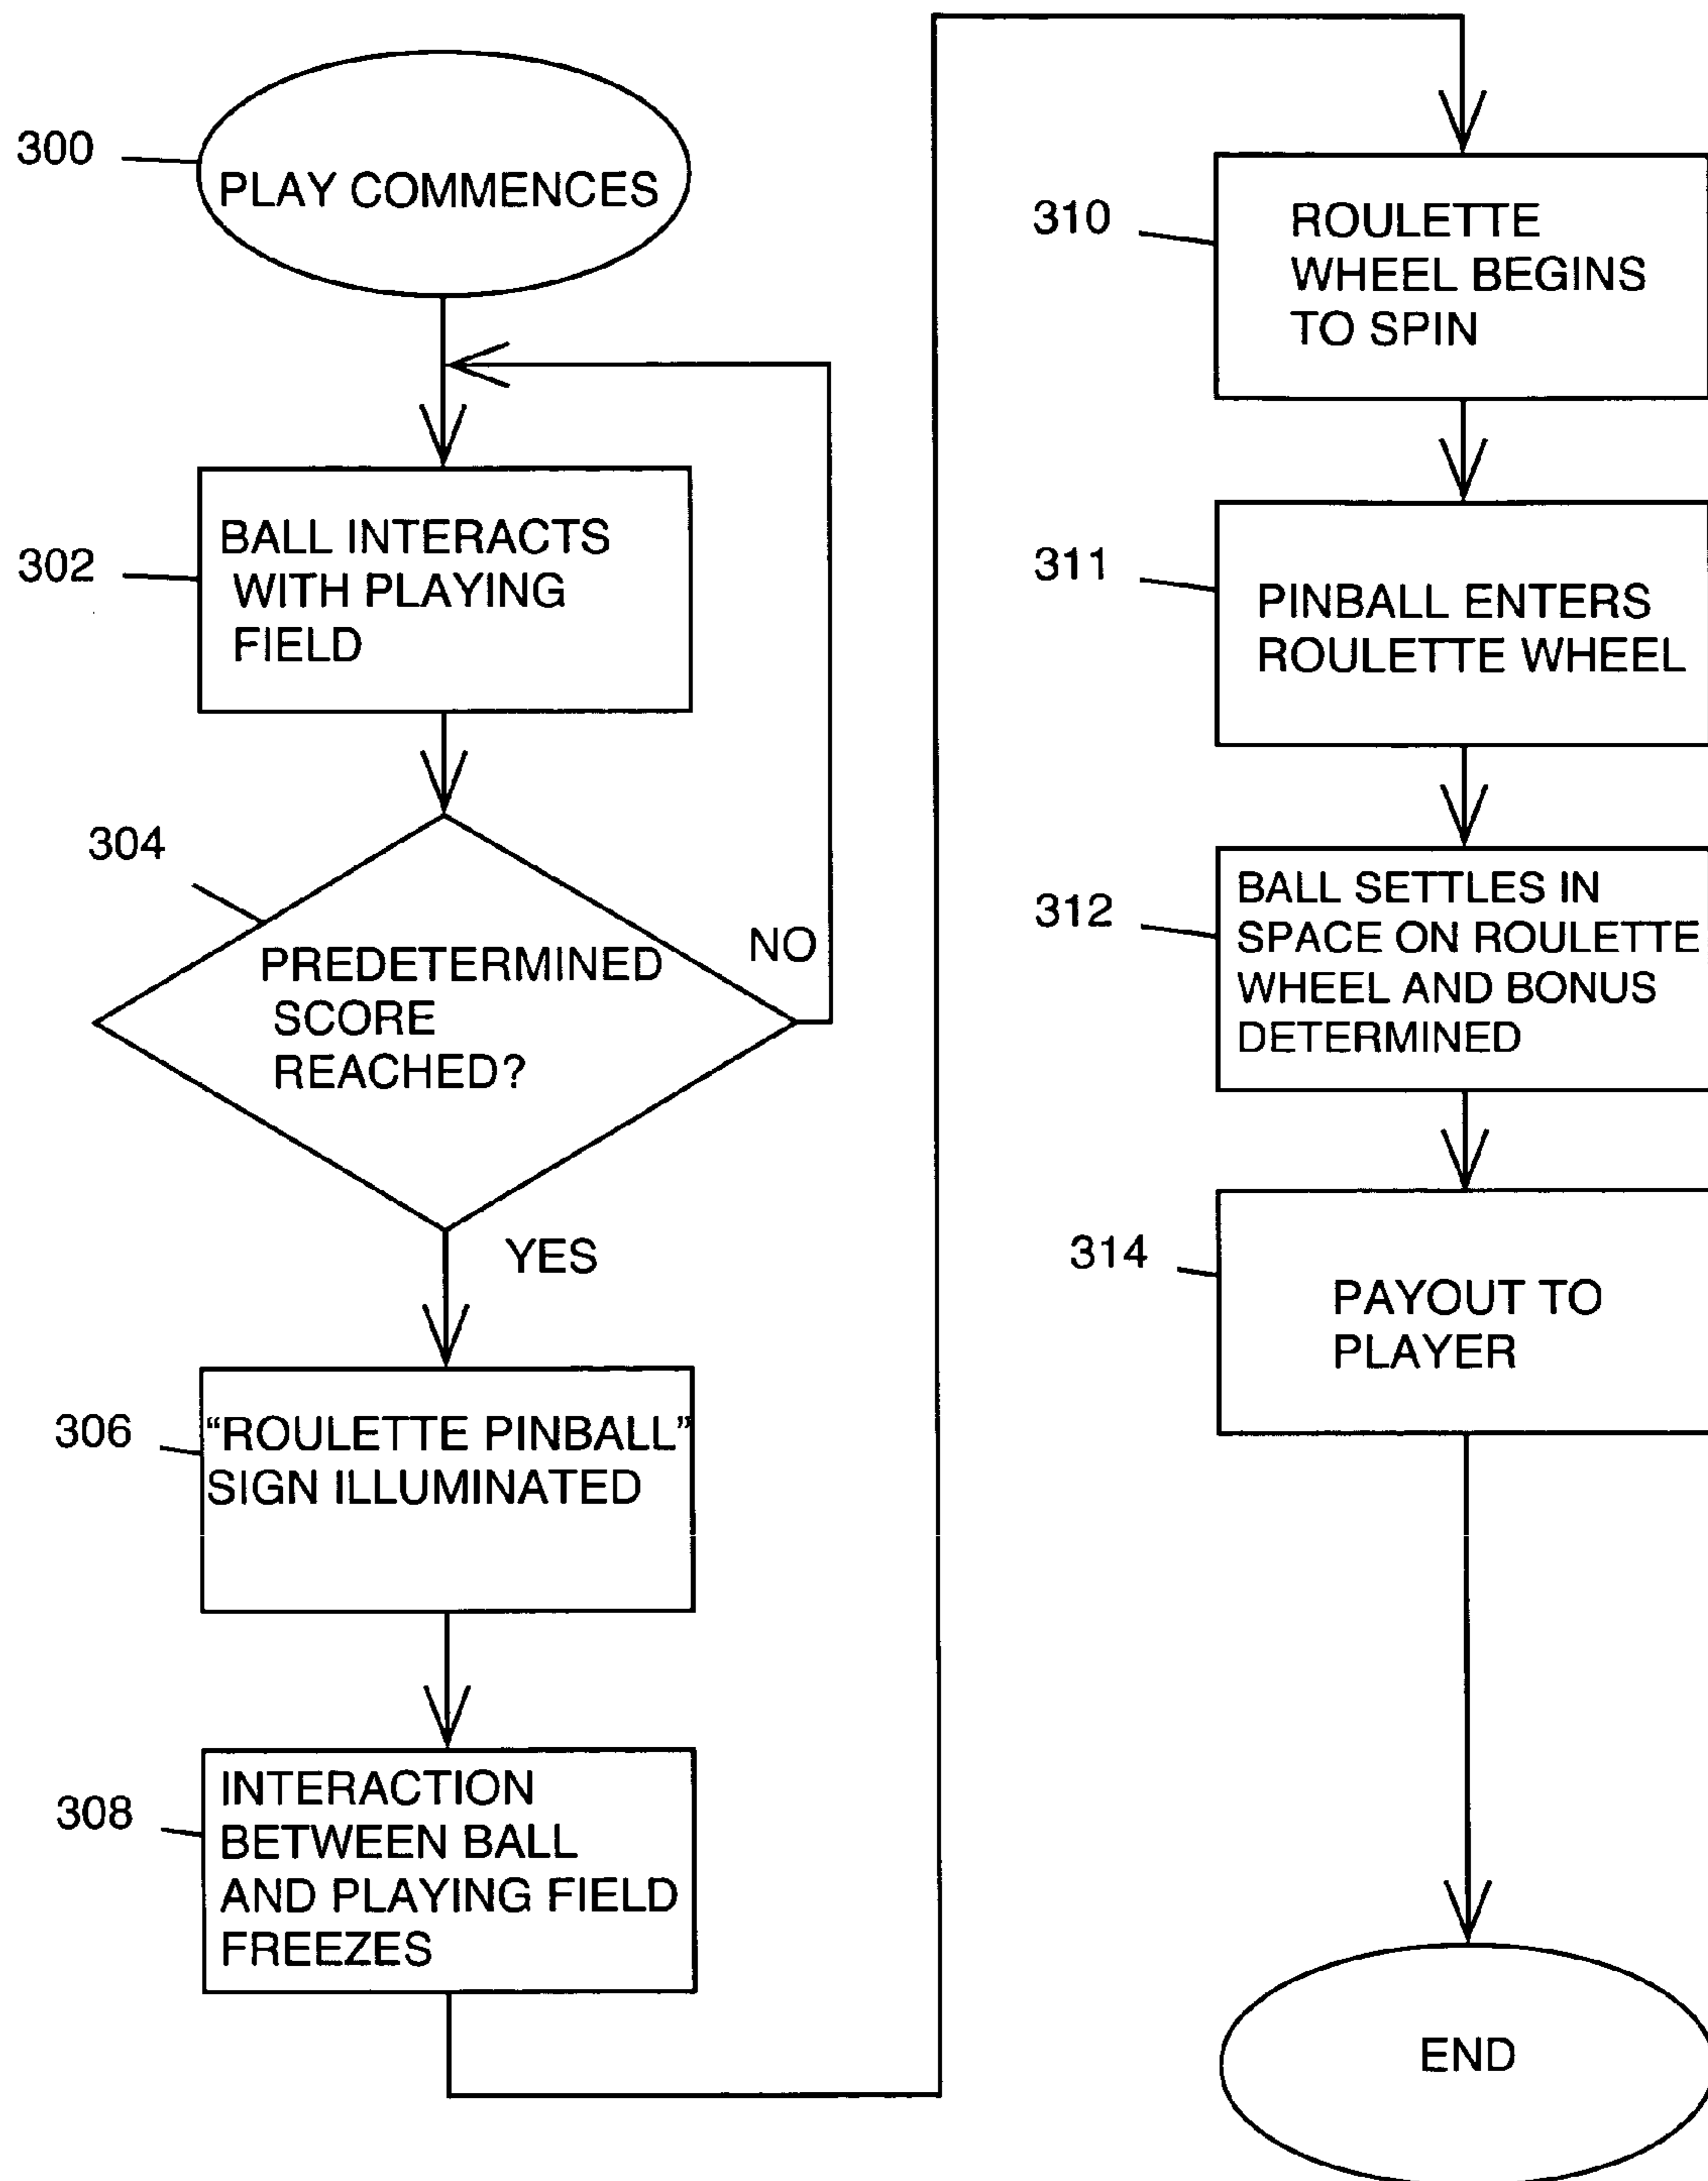 300
PLAY COMMENCES
302
BALL INTERACTS
WITH PLAYING
FIELD
304
PREDETERMINED
SCORE
REACHED?
NO
YES
306
“ROULETTE PINBALL”
SIGN ILLUMINATED
308
INTERACTION
BETWEEN BALL
AND PLAYING FIELD
FREEZES
310
ROULETTE
WHEEL BEGINS
TO SPIN
311
PINBALL ENTERS
ROULETTE WHEEL
312
BALL SETTLES IN
SPACE ON ROULETTE
WHEEL AND BONUS
DETERMINED
314
PAYOUT TO
PLAYER
END